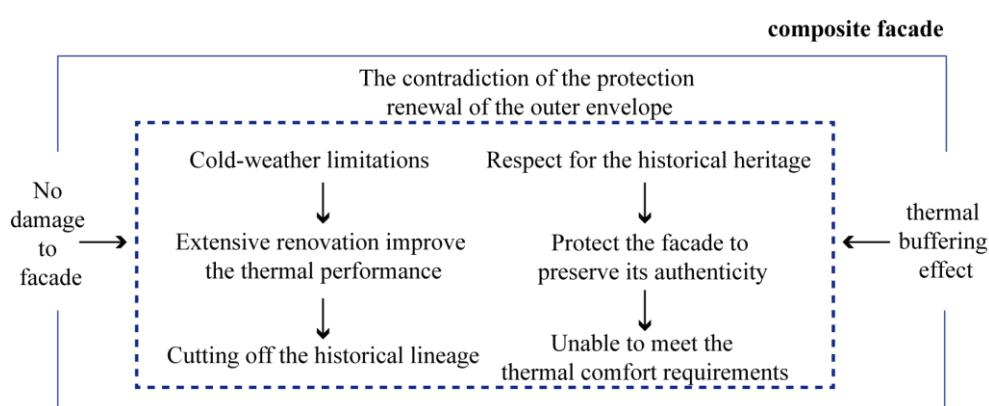 composite facade
The contradiction of the protection
renewal of the outer envelope
No
damage
to
facade
Cold-weather limitations
Extensive renovation improve
the thermal performance
Cutting off the historical lineage
Respect for the historical heritage
Protect the facade to
preserve its authenticity
Unable to meet the
thermal comfort requirements
thermal
buffering
effect